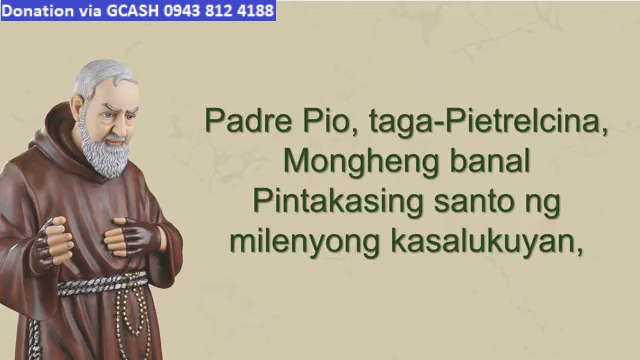 Donation via GCASH 0943 812 4188
Padre Pio, taga-Pietrelcina,
Mongheng banal
Pintakasing santo ng
milenyong kasalukuyan,